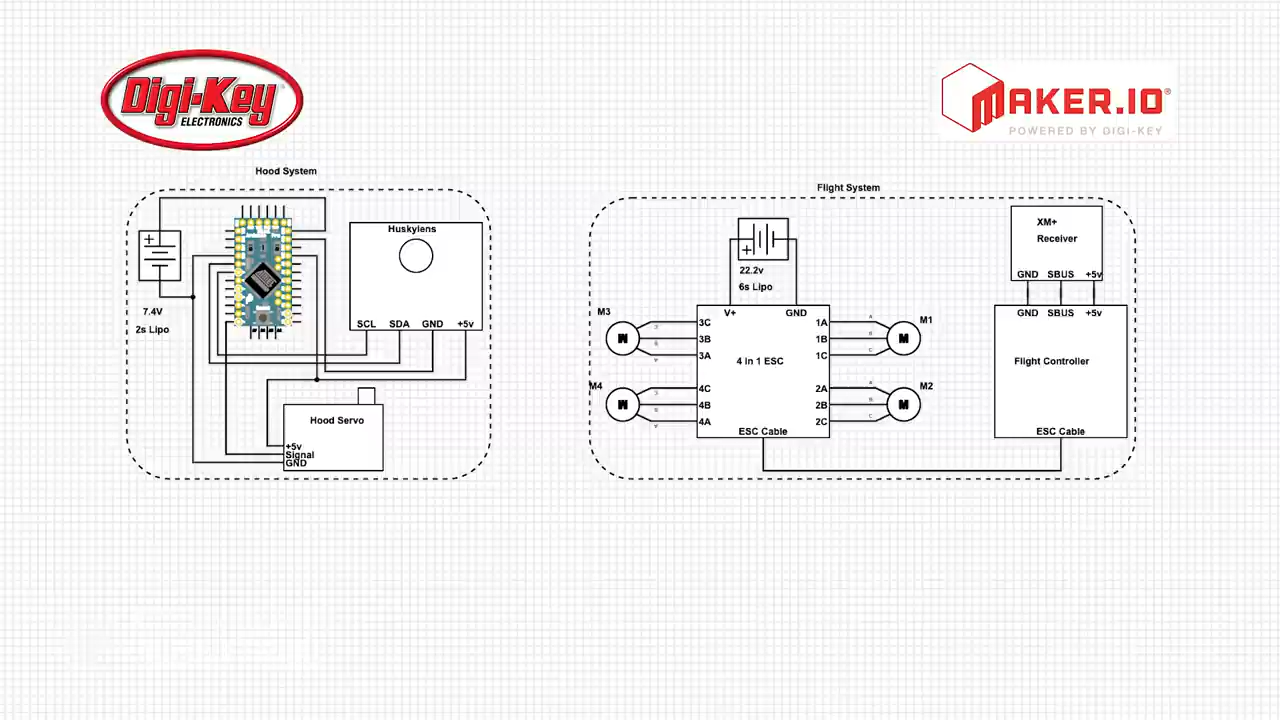 Digi-Key
ELECTRONICS
MAKER.IO®
POWERED BY DIGI-KEY
Hood System
7.4V
2s Lipo
Huskylens
SCL SDA GND +5v
Hood Servo
+5v
Signal
GND
Flight System
22.2v
6s Lipo
V+ GND
M3
3C
3B
3A
M4
4C
4B
4A
4 in 1 ESC
1A
1B
1C
A
B
C
M1
M
2A
2B
2C
A
B
C
M2
M
ESC Cable
XM+
Receiver
GND SBUS +5v
GND SBUS +5v
Flight Controller
ESC Cable